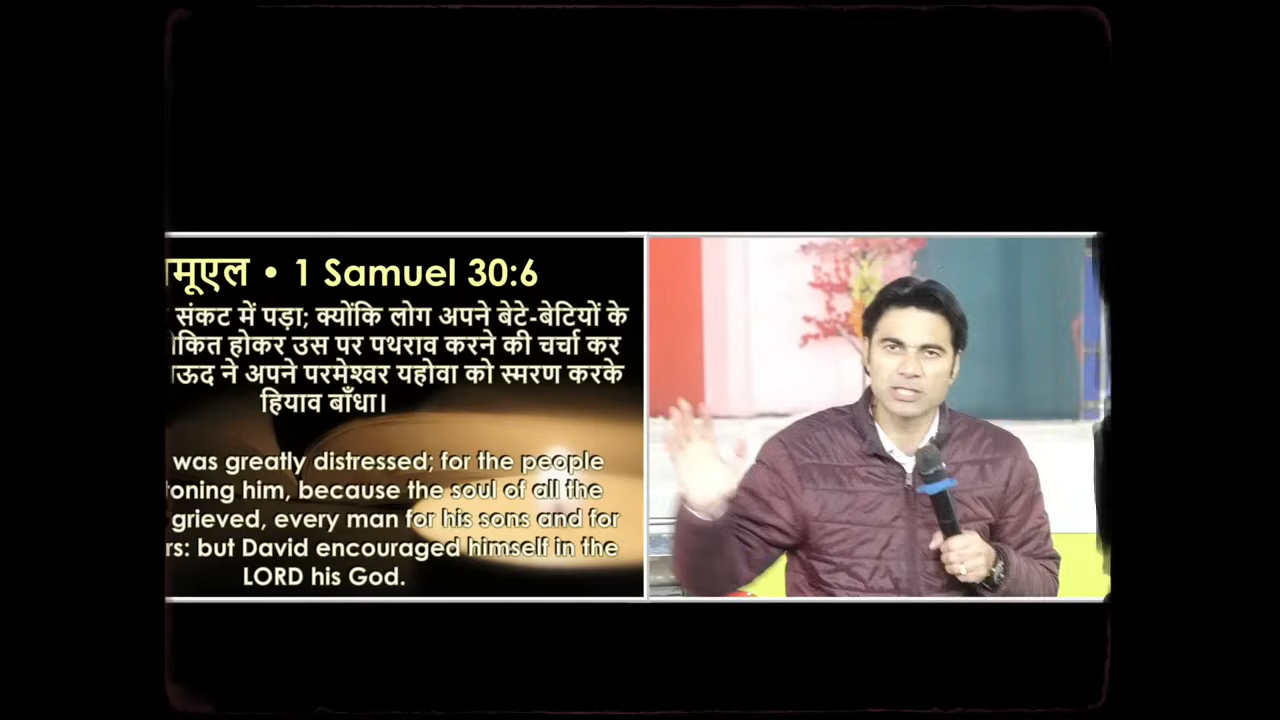 • 1 Samuel 30:6
संकट में पड़ा; क्योंकि लोग अपने बेटे-बेटियों के
होकर उस पर पथराव करने की चर्चा कर
ने अपने परमेश्वर यहोवा को स्मरण करके
हियाव बाँधा।
was greatly distressed; for the people
him, because the soul of all the
grieved, every man for his sons and for
but David encouraged himself in the
LORD his God.